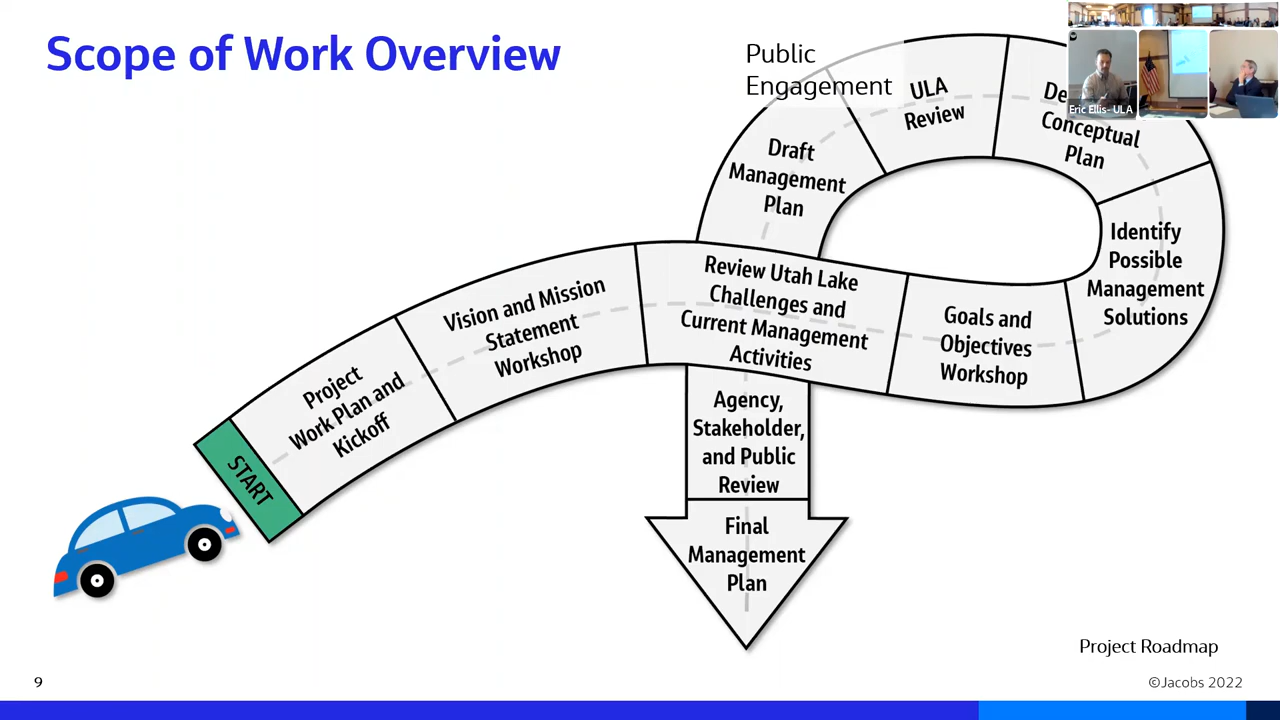 Scope of Work Overview
Public
Engagement
START
Project
Work Plan and
Kickoff
Vision and Mission
Statement
Workshop
Review Utah Lake
Challenges and
Current Management
Activities
Goals and
Objectives
Workshop
Identify
Possible
Management
Solutions
Conceptual
Plan
ULA
Review
Draft
Management
Plan
Agency,
Stakeholder,
and Public
Review
Final
Management
Plan
Eric Ellis- ULA
Project Roadmap
9
©Jacobs 2022